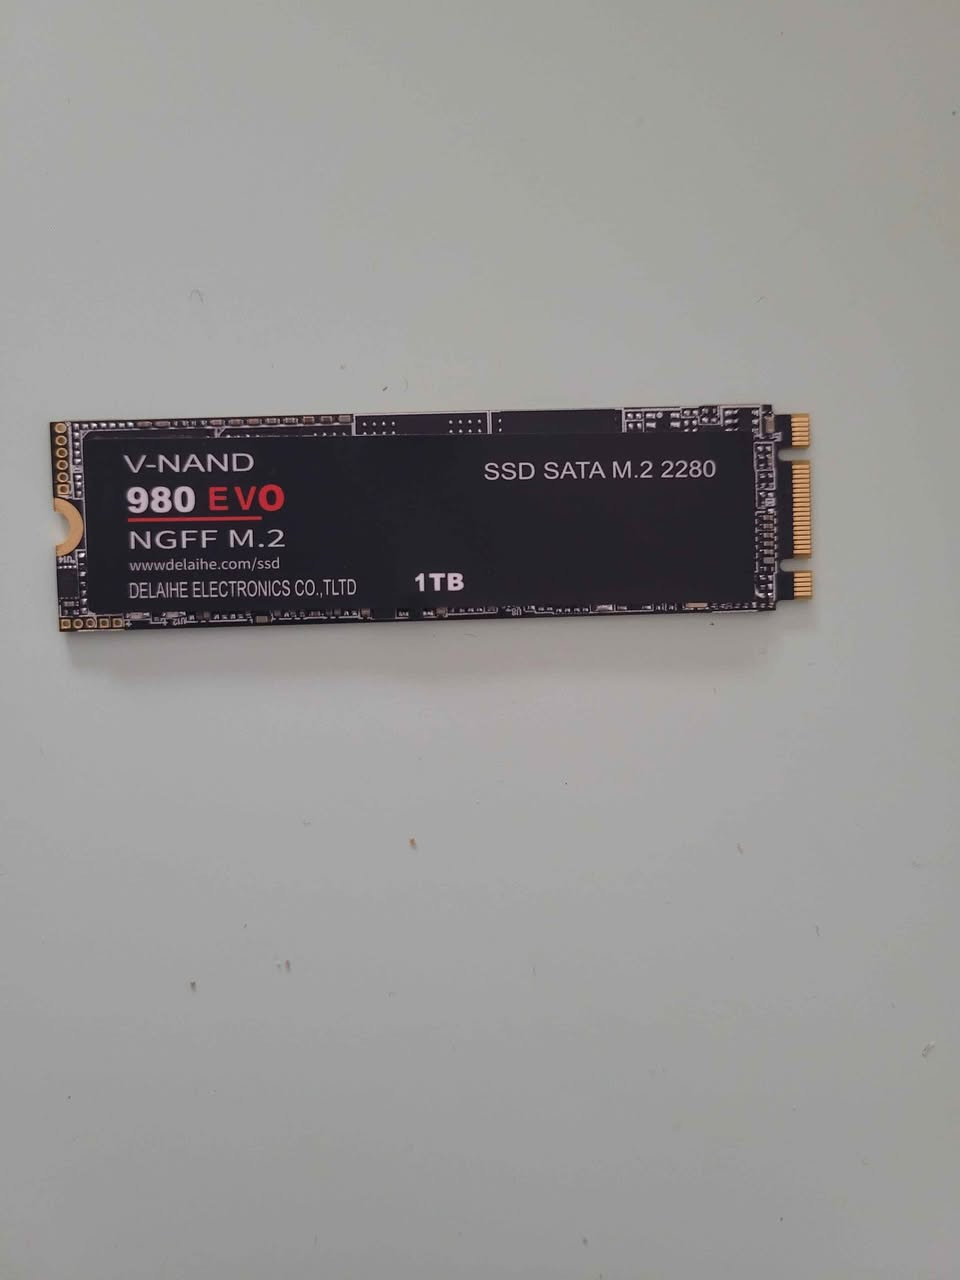 V-NAND
980 EVO
NGFF M.2
wwwdelaihe.com/ssd
DELAIHE ELECTRONICS CO.,TLTD
SSD SATA M.2 2280
1TB